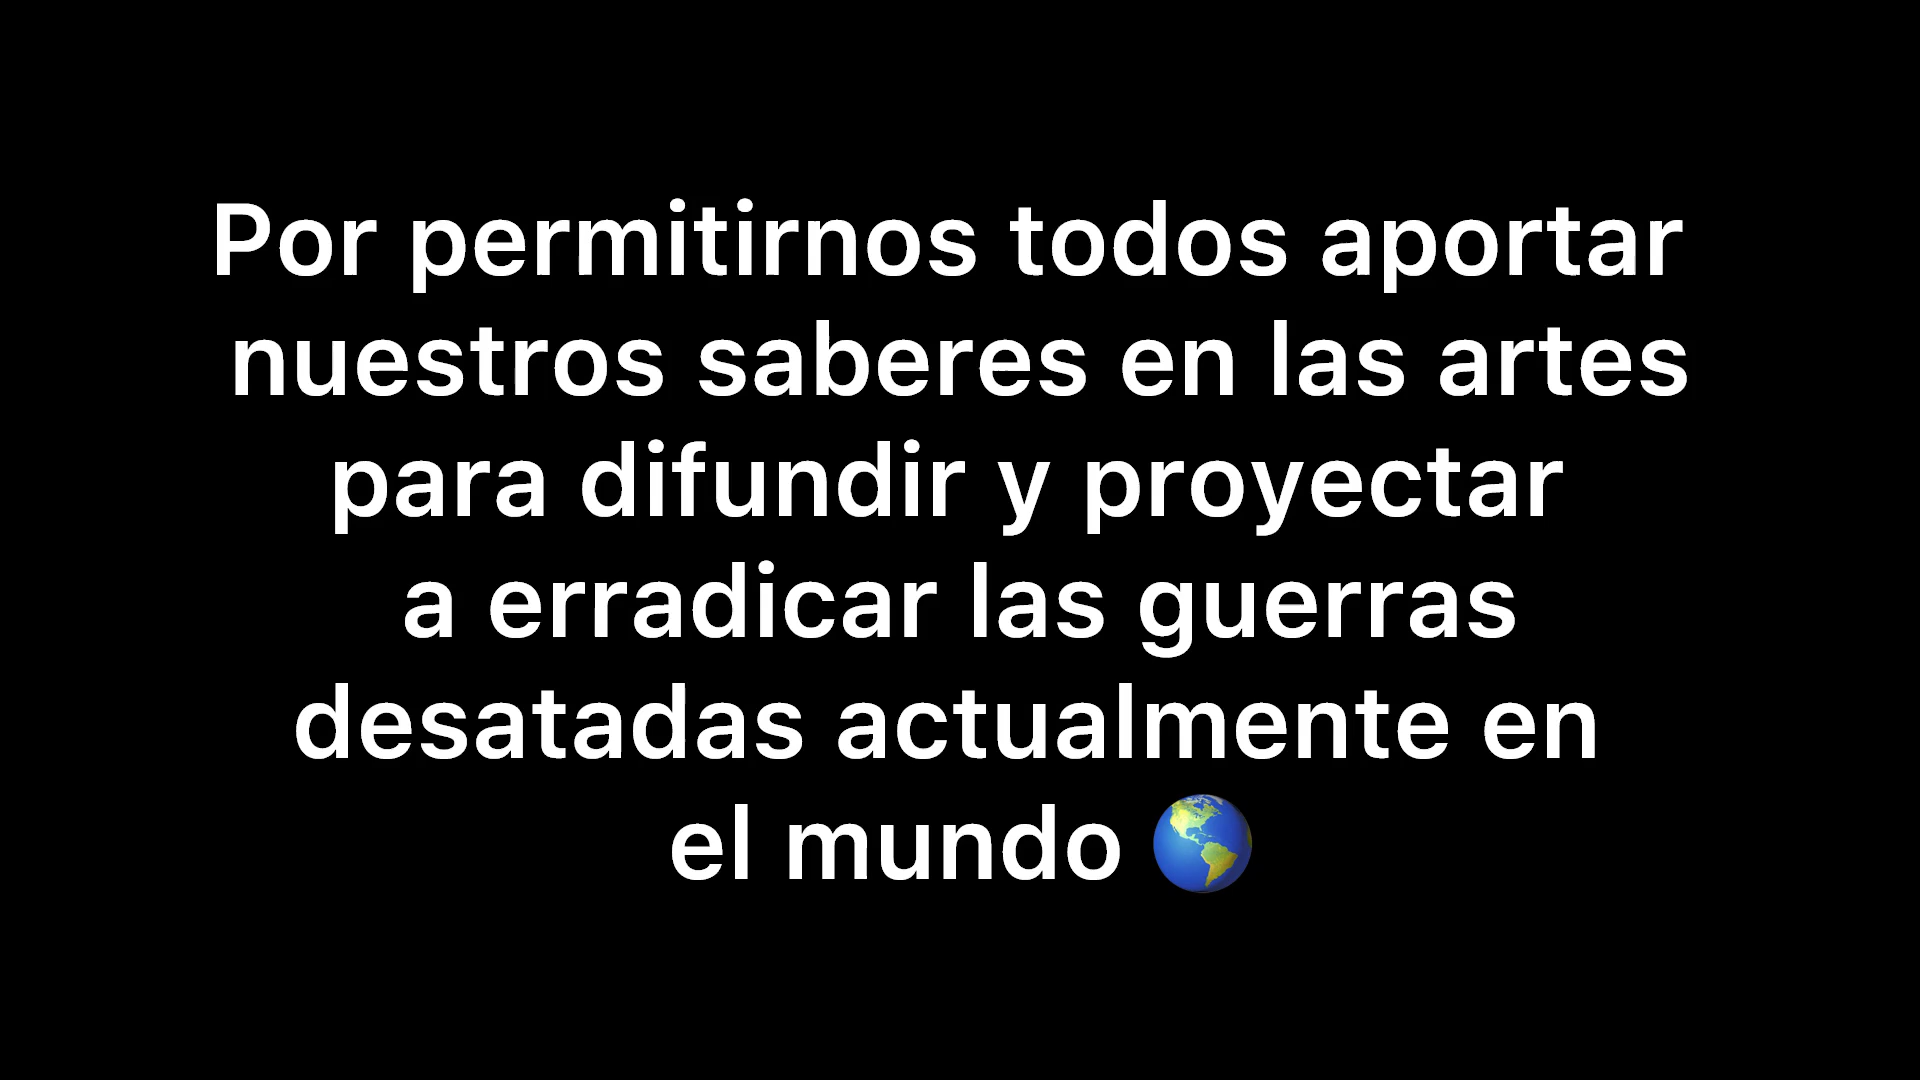 Por permitirnos todos aportar
nuestros saberes en las artes
para difundir y proyectar
a erradicar las guerras
desatadas actualmente en
el mundo 🌎